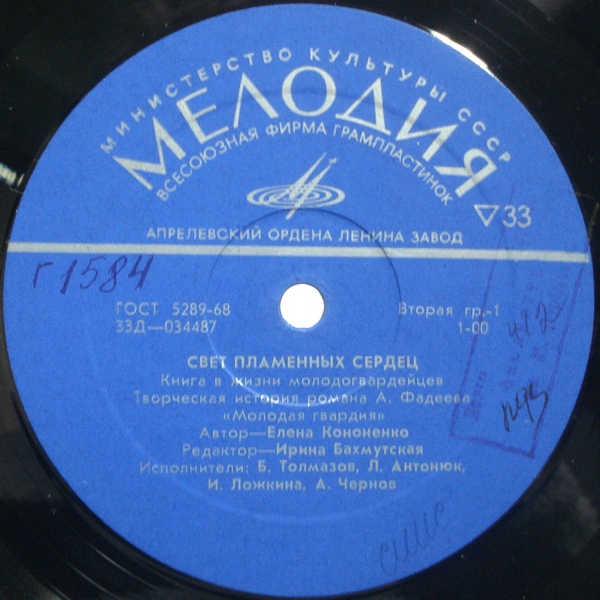 МИНИСТЕРСТВО КУЛЬТУРЫ СССР
МЕЛОДИЯ
ВСЕСОЮЗНАЯ ФИРМА ГРАМПЛАСТИНОК
33
АПРЕЛЕВСКИЙ ОРДЕНА ЛЕНИНА ЗАВОД
г1584
ГОСТ 5289-68
Вторая гр.-1
33Д—034487
1-00
СВЕТ ПЛАМЕННЫХ СЕРДЕЦ
Книга в жизни молодогвардейцев
Творческая история романа А. Фадеева
«Молодая гвардия»
Автор—Елена Кононенко
Редактор—Ирина Бахмутская
Исполнители: Б. Толмазов, Л. Антонюк,
И. Ложкина, А. Чернов